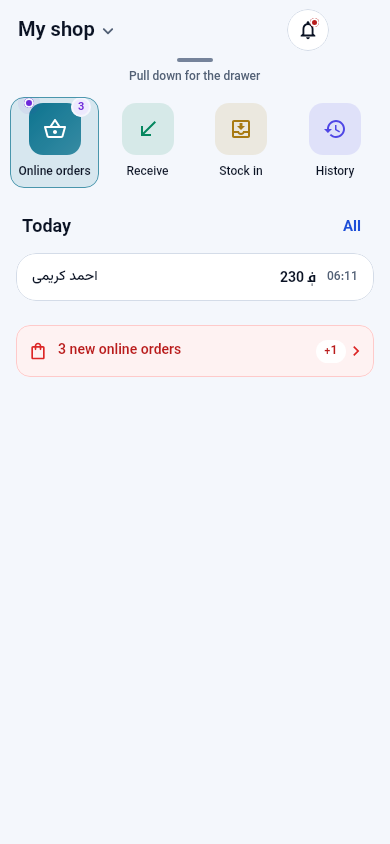 My shop
Pull down for the drawer
3
Online orders
Receive
Stock in
History
Today
All
احمد کریمی
230 ؋
06:11
3 new online orders
+1